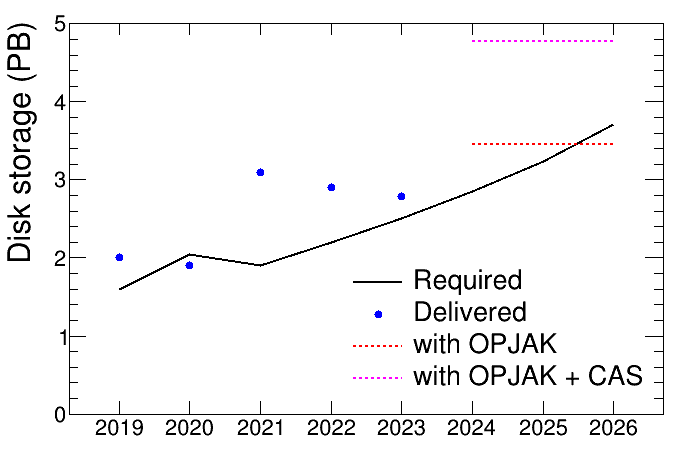 Disk storage (PB)
5
4
3
2
1
0
Required
Delivered
with OPJAK
with OPJAK + CAS
2019 2020 2021 2022 2023 2024 2025 2026